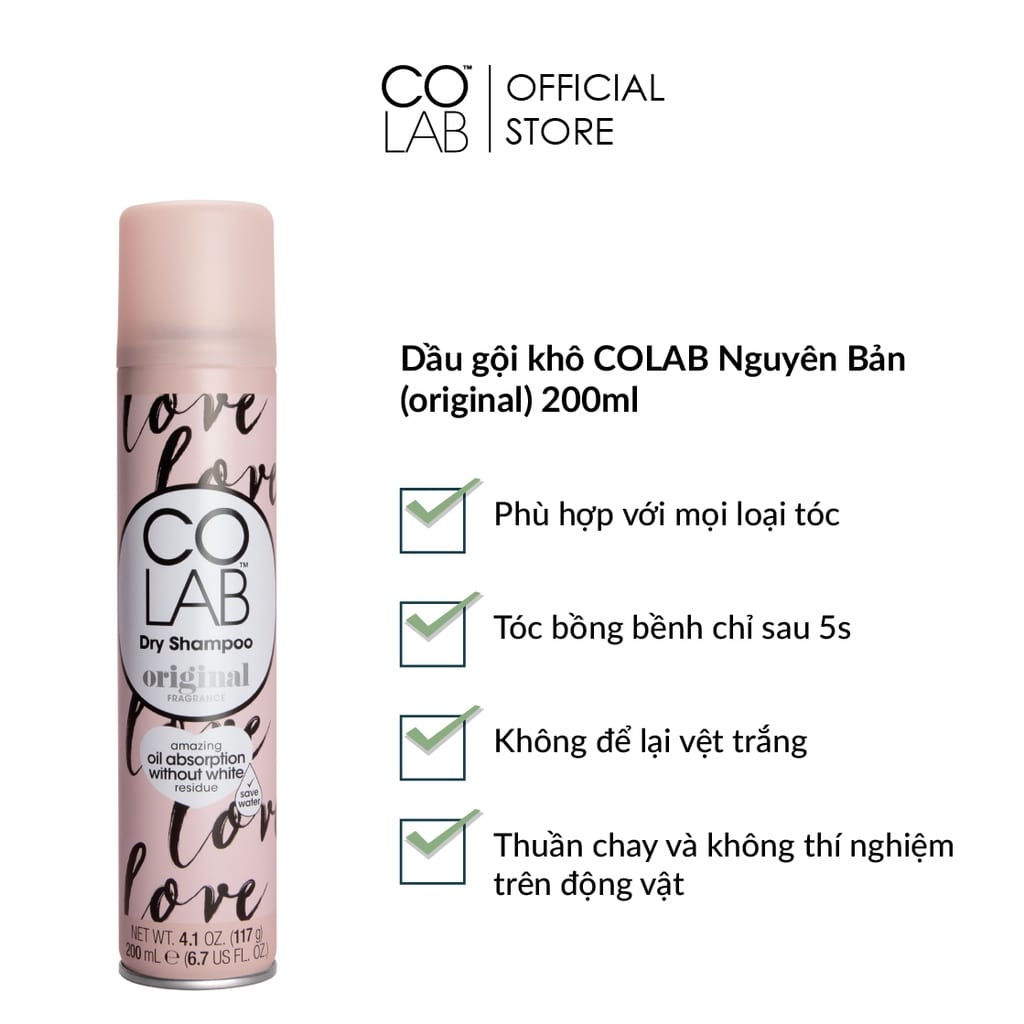 CO™
LAB
OFFICIAL
STORE
Dầu gội khô COLAB Nguyên Bản
(original) 200ml
Phù hợp với mọi loại tóc
Tóc bồng bềnh chỉ sau 5s
Không để lại vệt trắng
Thuần chay và không thí nghiệm
trên động vật
love
love
CO
LAB™
Dry Shampoo
original
FRAGRANCE
love
amazing
oil absorption
without white
residue
save
water
love
love
NET WT. 4.1 OZ. (117 g)
200 mL ℮ (6.7 US FL. OZ.)